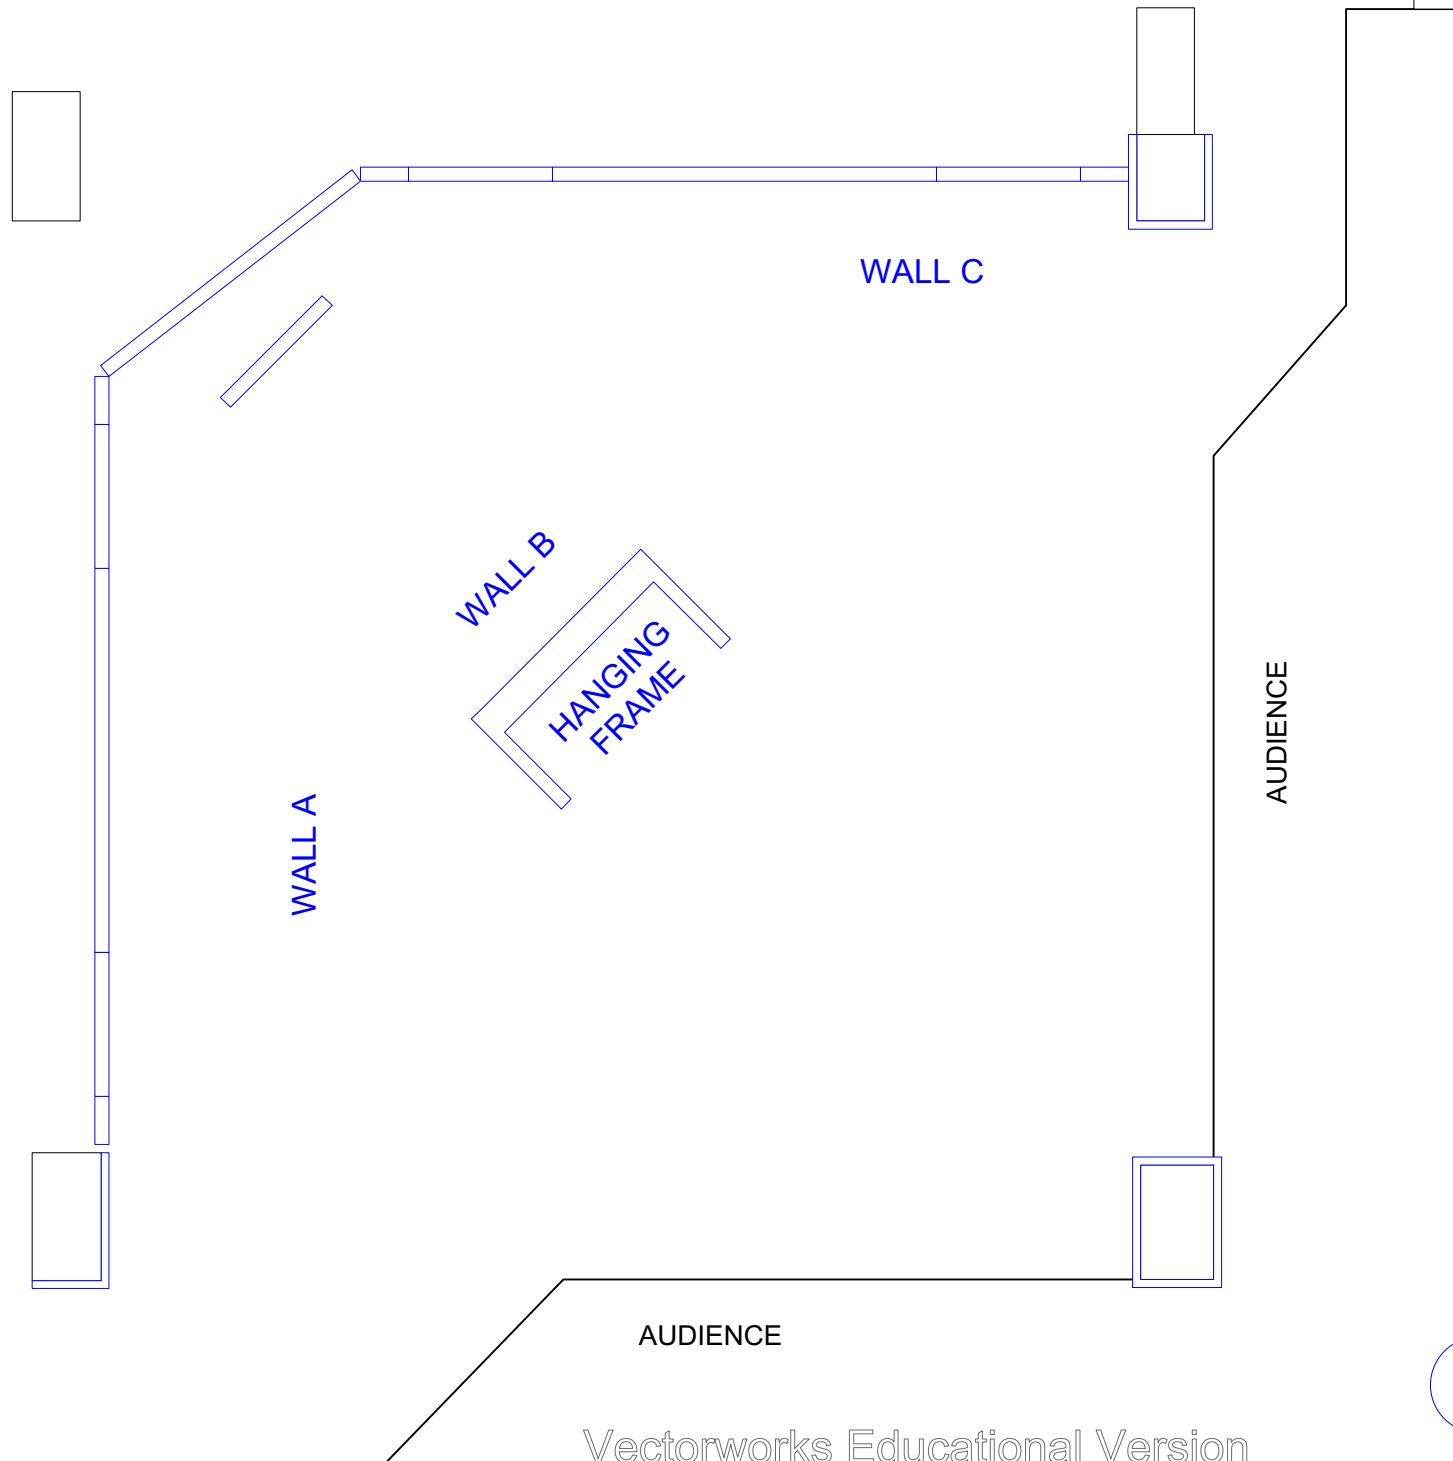 WALL C
WALL B
HANGING
FRAME
WALL A
AUDIENCE
AUDIENCE
Vectorworks Educational Version